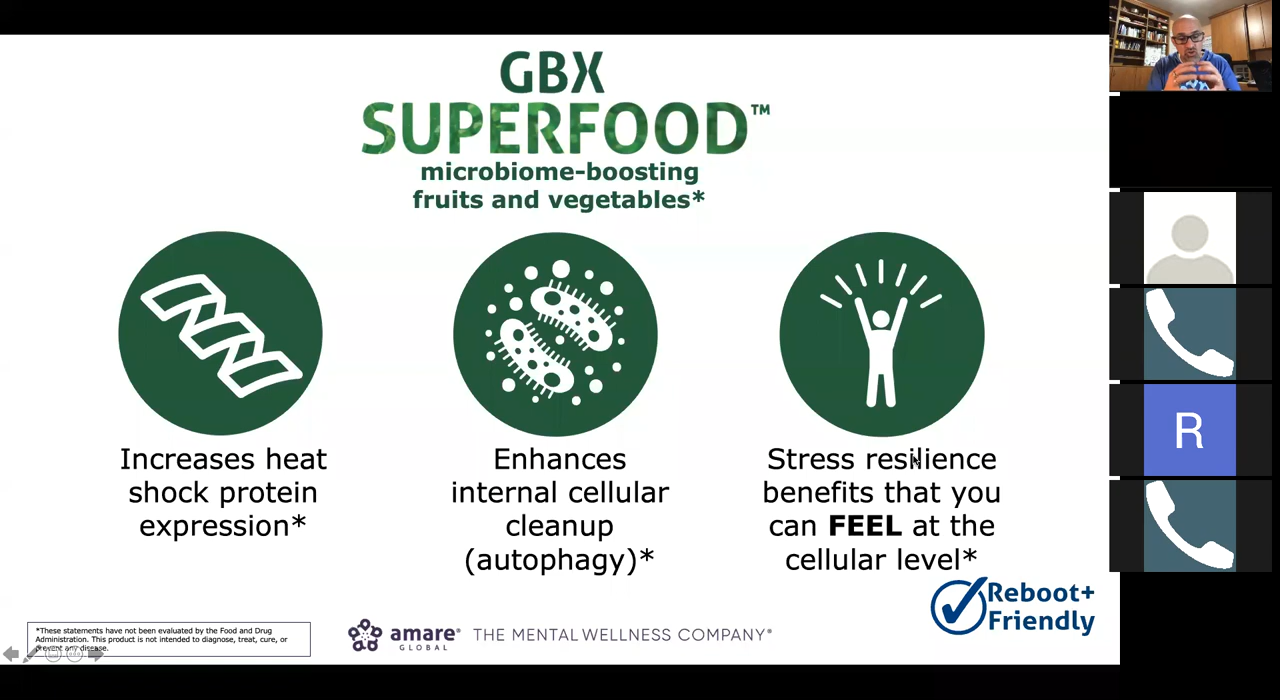 GBX
SUPERFOOD™
microbiome-boosting
fruits and vegetables*
Increases heat
shock protein
expression*
Enhances
internal cellular
cleanup
(autophagy)*
Stress resilience
benefits that you
can FEEL at the
cellular level*
Reboot+
Friendly
*These statements have not been evaluated by the Food and Drug
Administration. This product is not intended to diagnose, treat, cure, or
prevent any disease.
amare®
GLOBAL
THE MENTAL WELLNESS COMPANY®
R